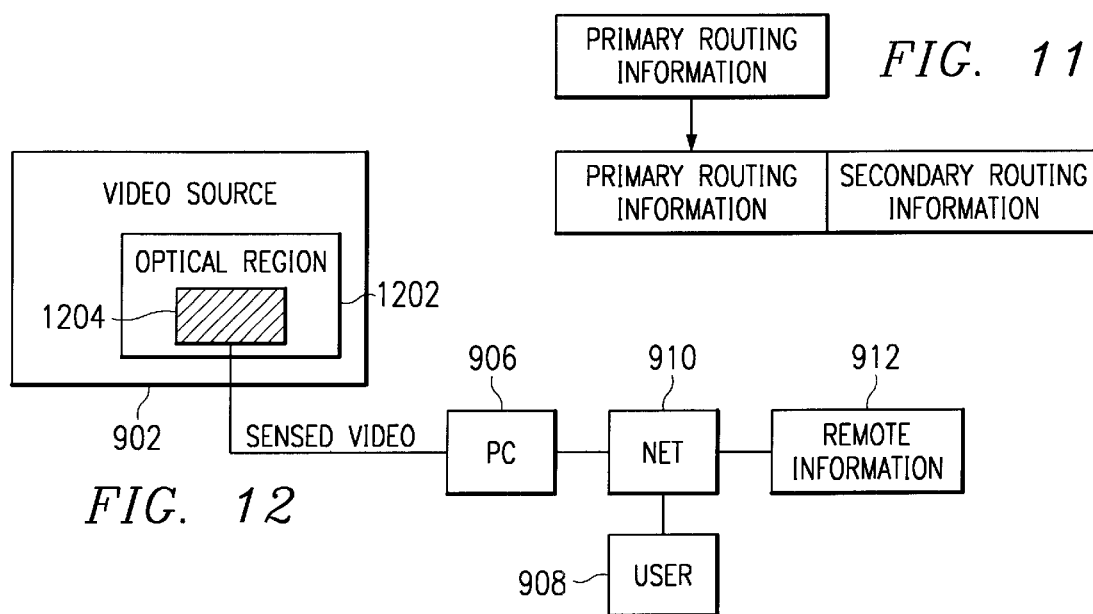 PRIMARY ROUTING
INFORMATION
FIG. 11
PRIMARY ROUTING
INFORMATION
SECONDARY ROUTING
INFORMATION
VIDEO SOURCE
OPTICAL REGION
1204
1202
902
SENSED VIDEO
906
PC
910
NET
912
REMOTE
INFORMATION
908
USER
FIG. 12